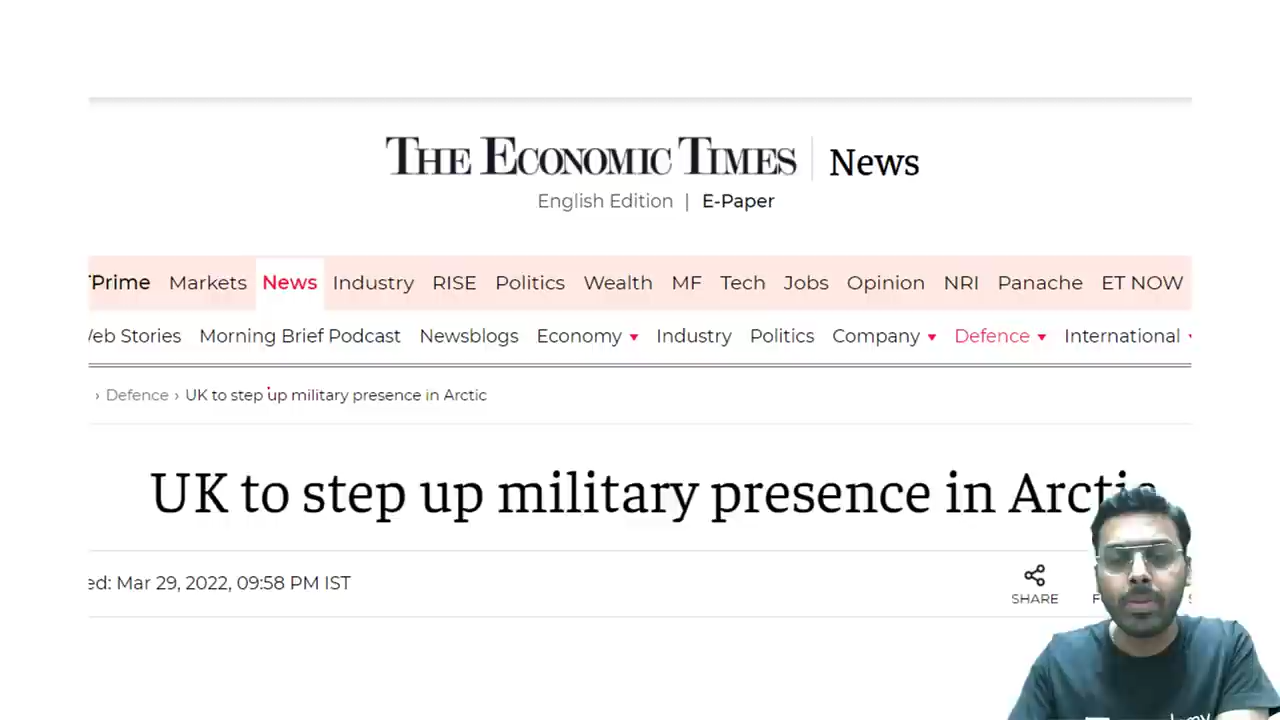 THE ECONOMIC TIMES | News
English Edition | E-Paper
Prime Markets News Industry RISE Politics Wealth MF Tech Jobs Opinion NRI Panache ET NOW
Stories Morning Brief Podcast Newsblogs Economy Industry Politics Company Defence International
› Defence › UK to step up military presence in Arctic
UK to step up military presence in Arctic
ed: Mar 29, 2022, 09:58 PM IST
SHARE